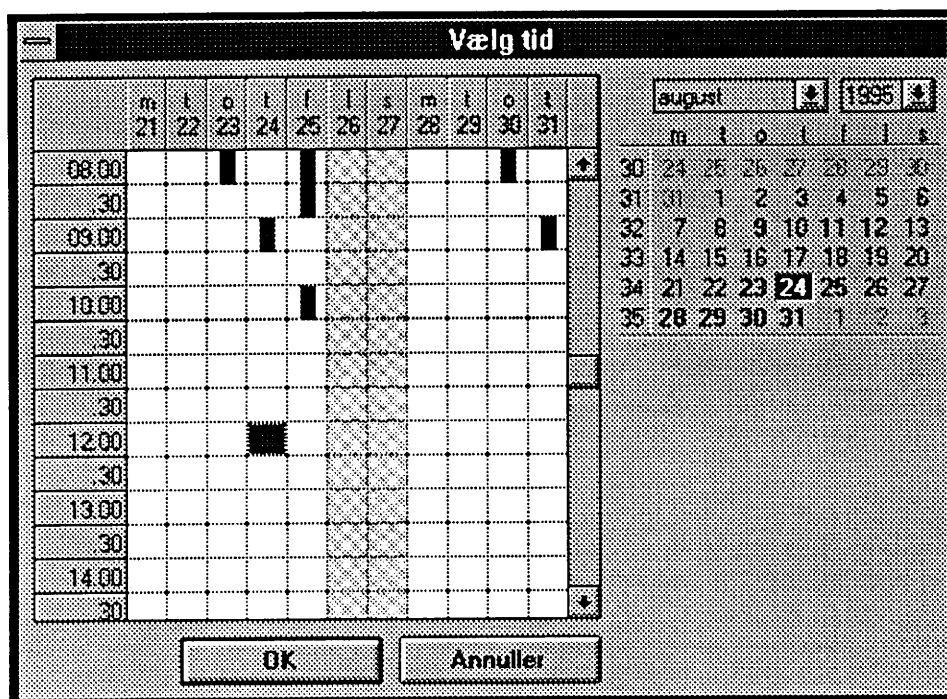 Vælg tid
m t o t f l s m t o t
21 22 23 24 25 26 27 28 29 30 31
08.00
.30
09.00
.30
10.00
.30
11.00
.30
12.00
.30
13.00
.30
14.00
.30
august 1995
m t o t f l s
30 24 25 26 27 28 29 30
31 31 1 2 3 4 5 6
32 7 8 9 10 11 12 13
33 14 15 16 17 18 19 20
34 21 22 23 24 25 26 27
35 28 29 30 31 1 2 3
OK Annuller